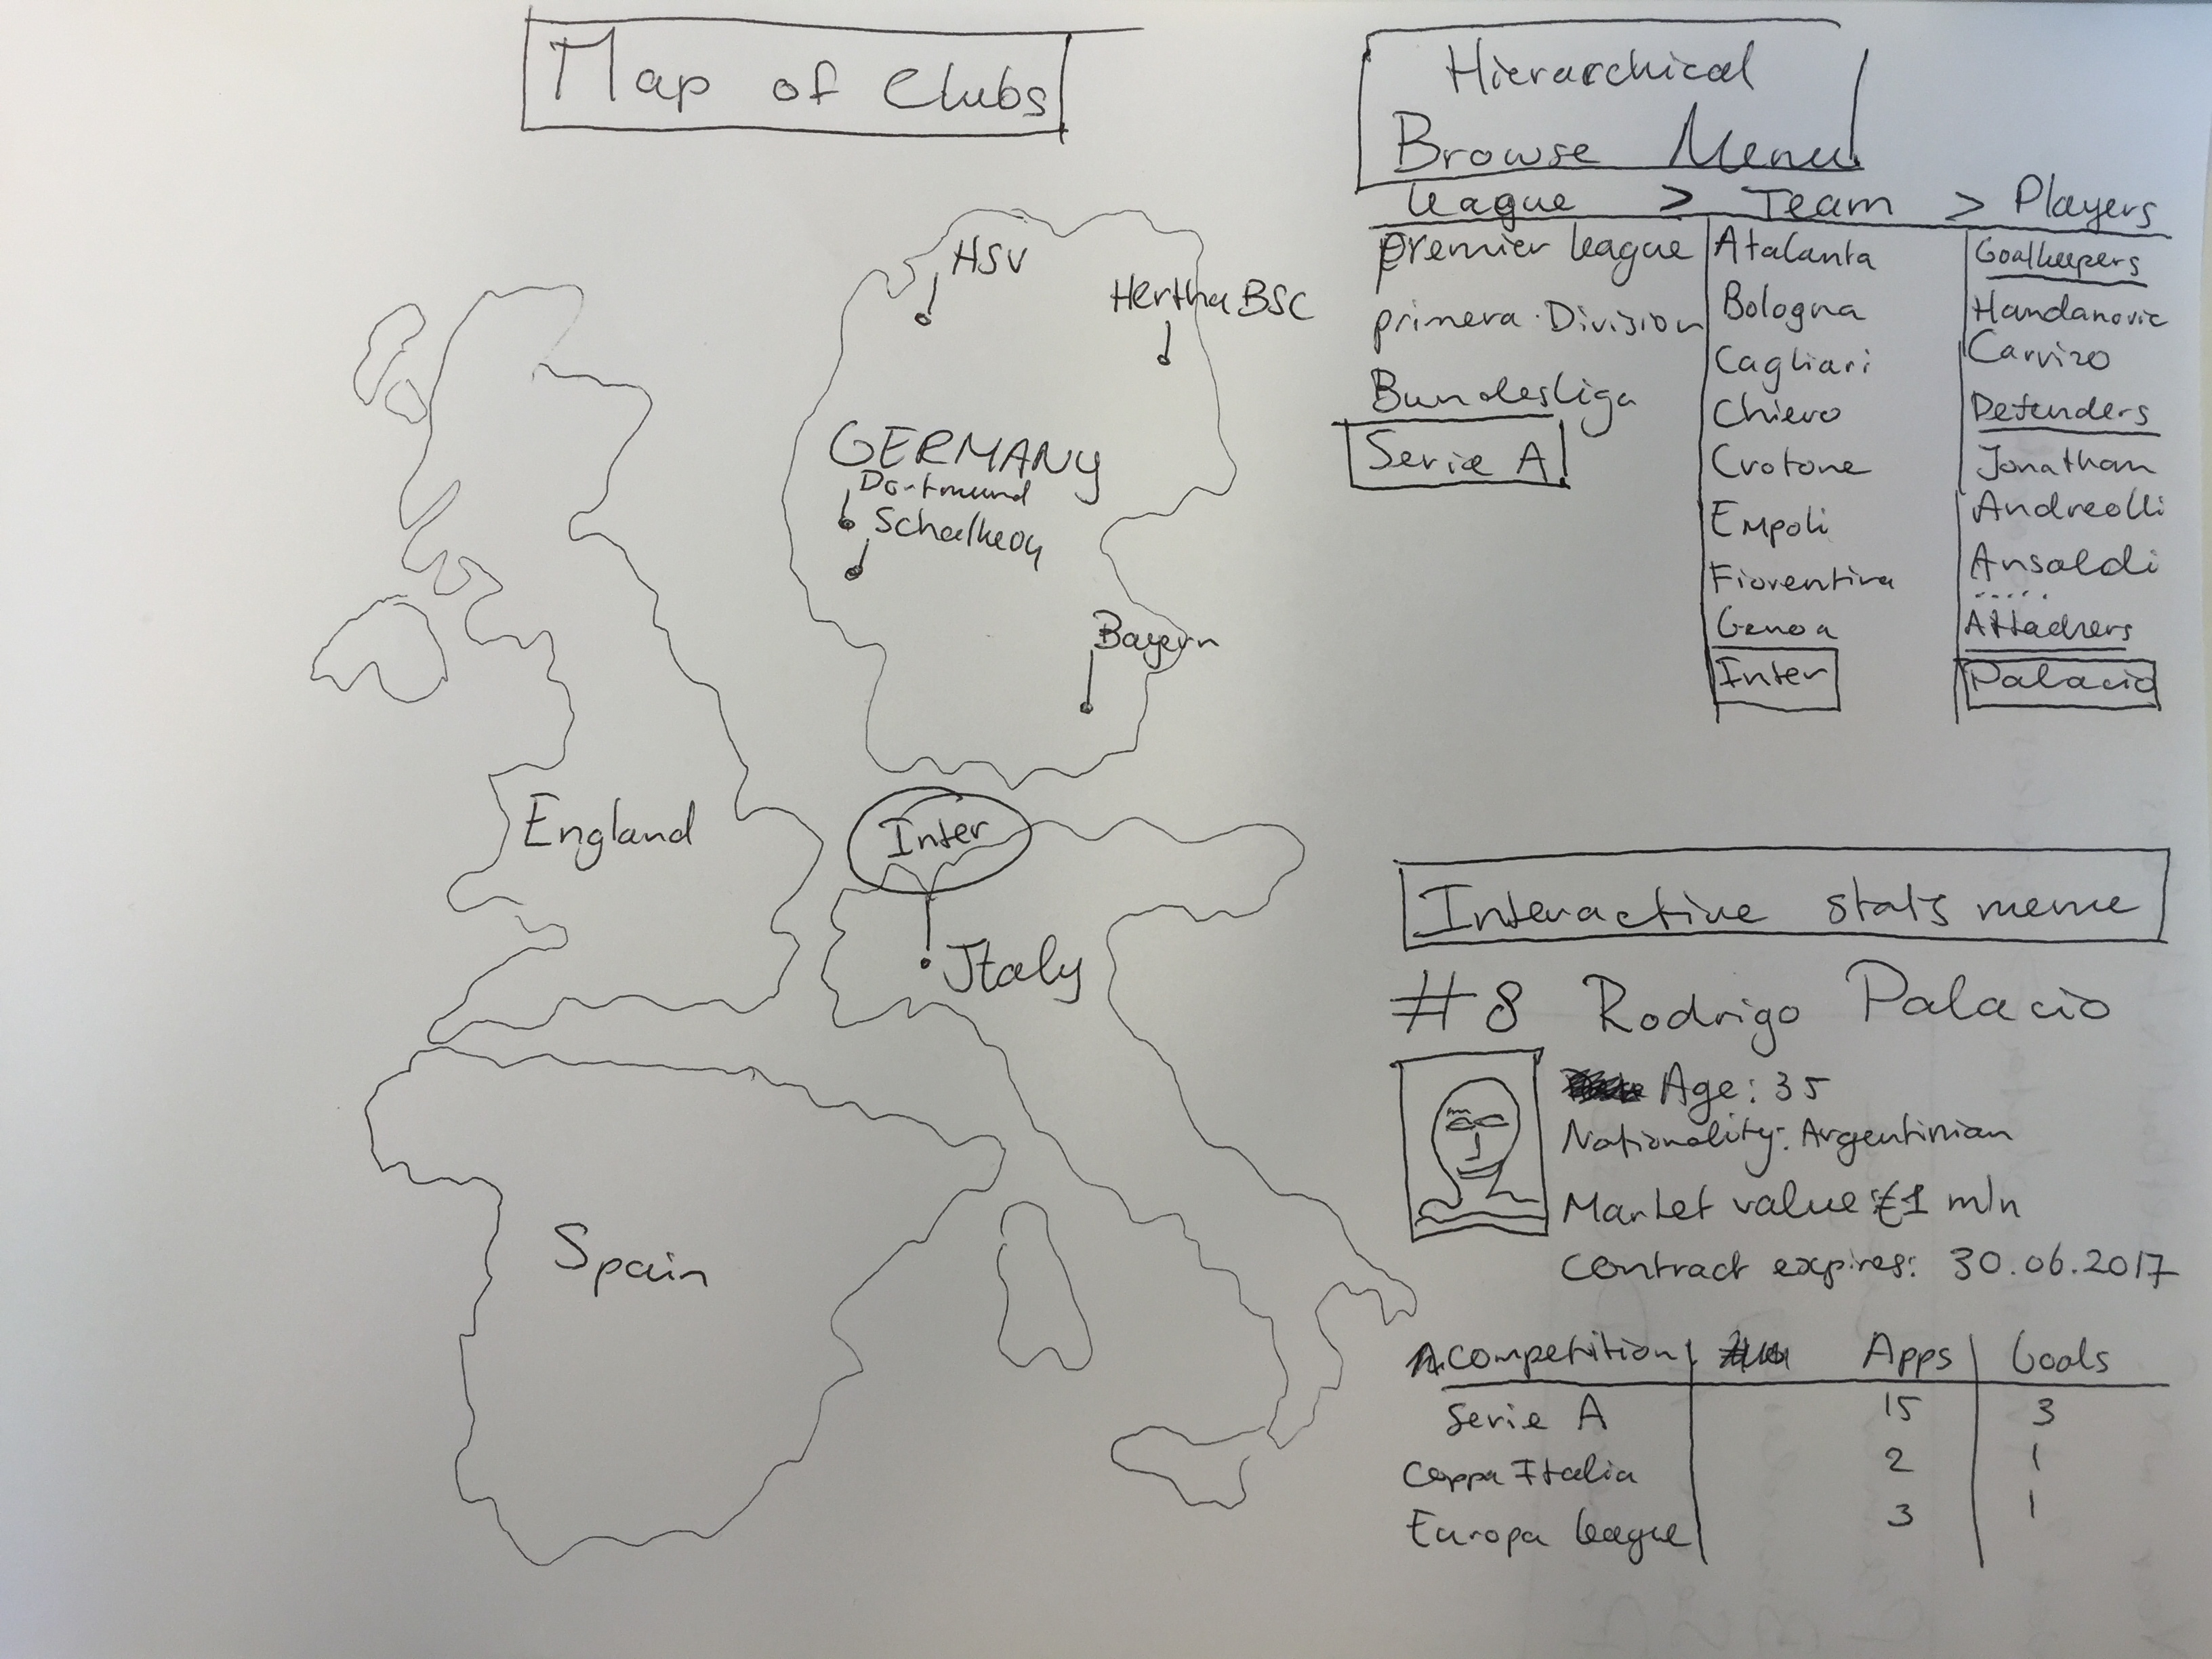 Map of Clubs
HSV
Hertha BSC
GERMANY
Dortmund
Schalke04
Bayern
England
Inter
Italy
Spain
Hierarchical
Browse Menu
League > Team > Players
Premier league
primera Division
Bundesliga
Serie A
Atalanta
Bologna
Cagliari
Chievo
Crotone
Empoli
Fiorentina
Genoa
Inter
Goalkeepers
Handanovic
Carrizo
Defenders
Jonathan
Andreolli
Ansaldi
.....
Attackers
Palacio
Interactive stats menue
#8 Rodrigo Palacio
Age: 35
Nationality: Argentinian
Market value: €1 mln
Contract expires: 30.06.2017
Competition Apps Goals
Serie A 15 3
Coppa Italia 2 1
Europa league 3 1